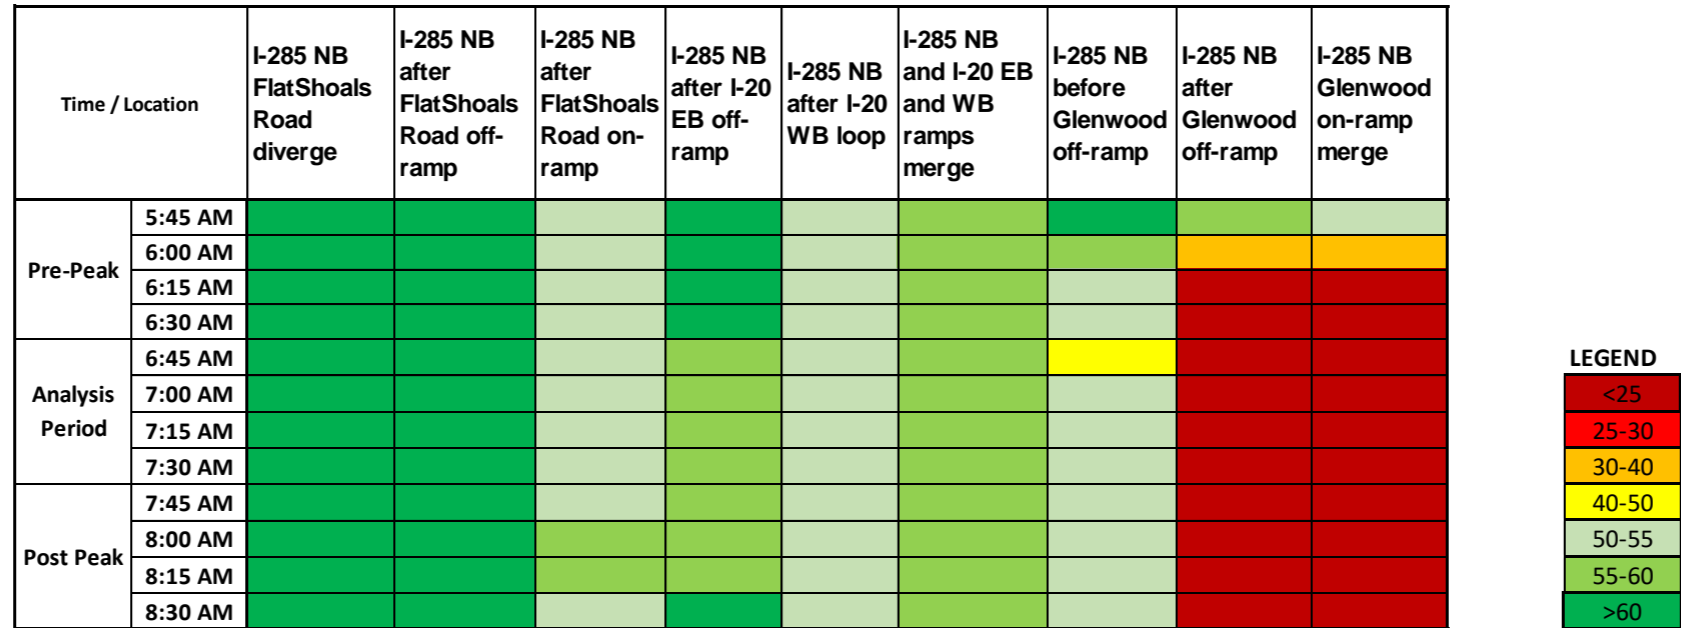 Time / Location
I-285 NB
FlatShoals
Road
diverge
I-285 NB
after
FlatShoals
Road off-
ramp
I-285 NB
after
FlatShoals
Road on-
ramp
I-285 NB
after I-20
EB off-
ramp
I-285 NB
after I-20
WB loop
I-285 NB
and I-20 EB
and WB
ramps
merge
I-285 NB
before
Glenwood
off-ramp
I-285 NB
after
Glenwood
off-ramp
I-285 NB
Glenwood
on-ramp
merge
Pre-Peak
5:45 AM
6:00 AM
6:15 AM
6:30 AM
Analysis
Period
6:45 AM
7:00 AM
7:15 AM
7:30 AM
Post Peak
7:45 AM
8:00 AM
8:15 AM
8:30 AM
LEGEND
<25
25-30
30-40
40-50
50-55
55-60
>60